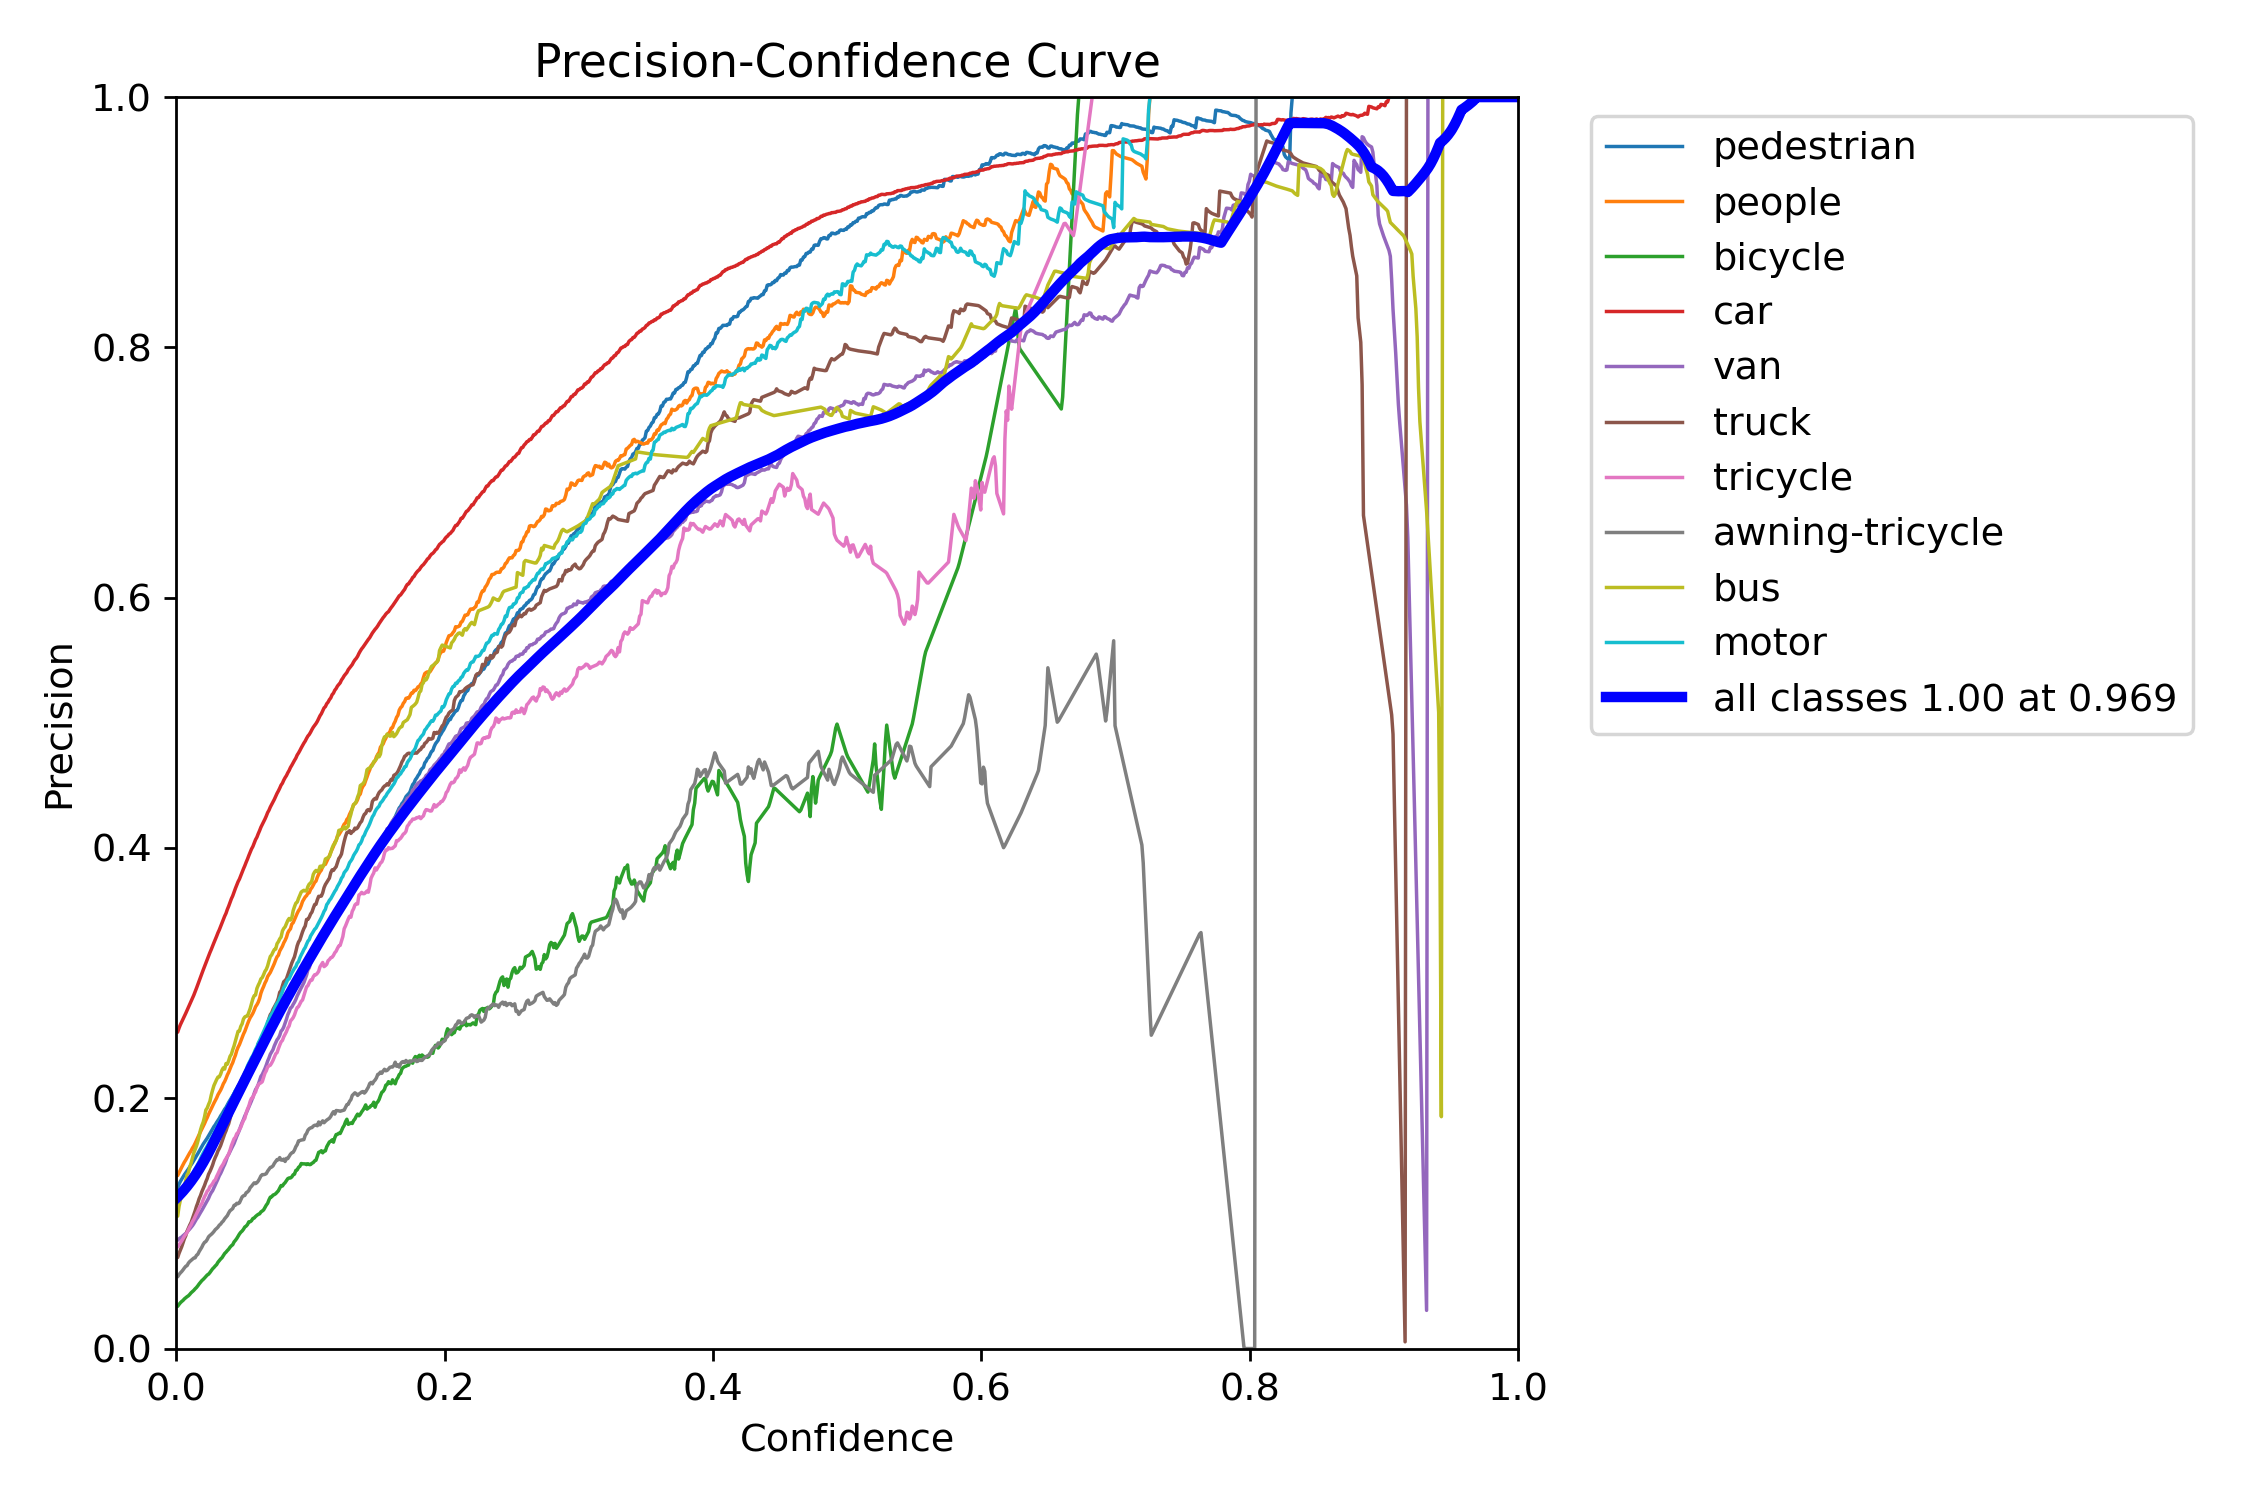 Precision-Confidence Curve
1.0
0.8
0.6
0.4
0.2
0.0
Precision
0.0 0.2 0.4 0.6 0.8 1.0
Confidence
pedestrian
people
bicycle
car
van
truck
tricycle
awning-tricycle
bus
motor
all classes 1.00 at 0.969